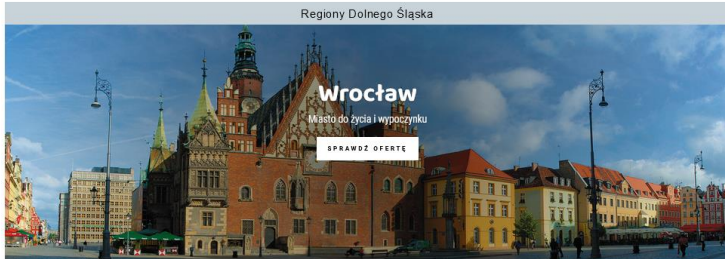 Regiony Dolnego Śląska
Wrocław
Miasto do życia i wypoczynku
SPRAWDŹ OFERTĘ